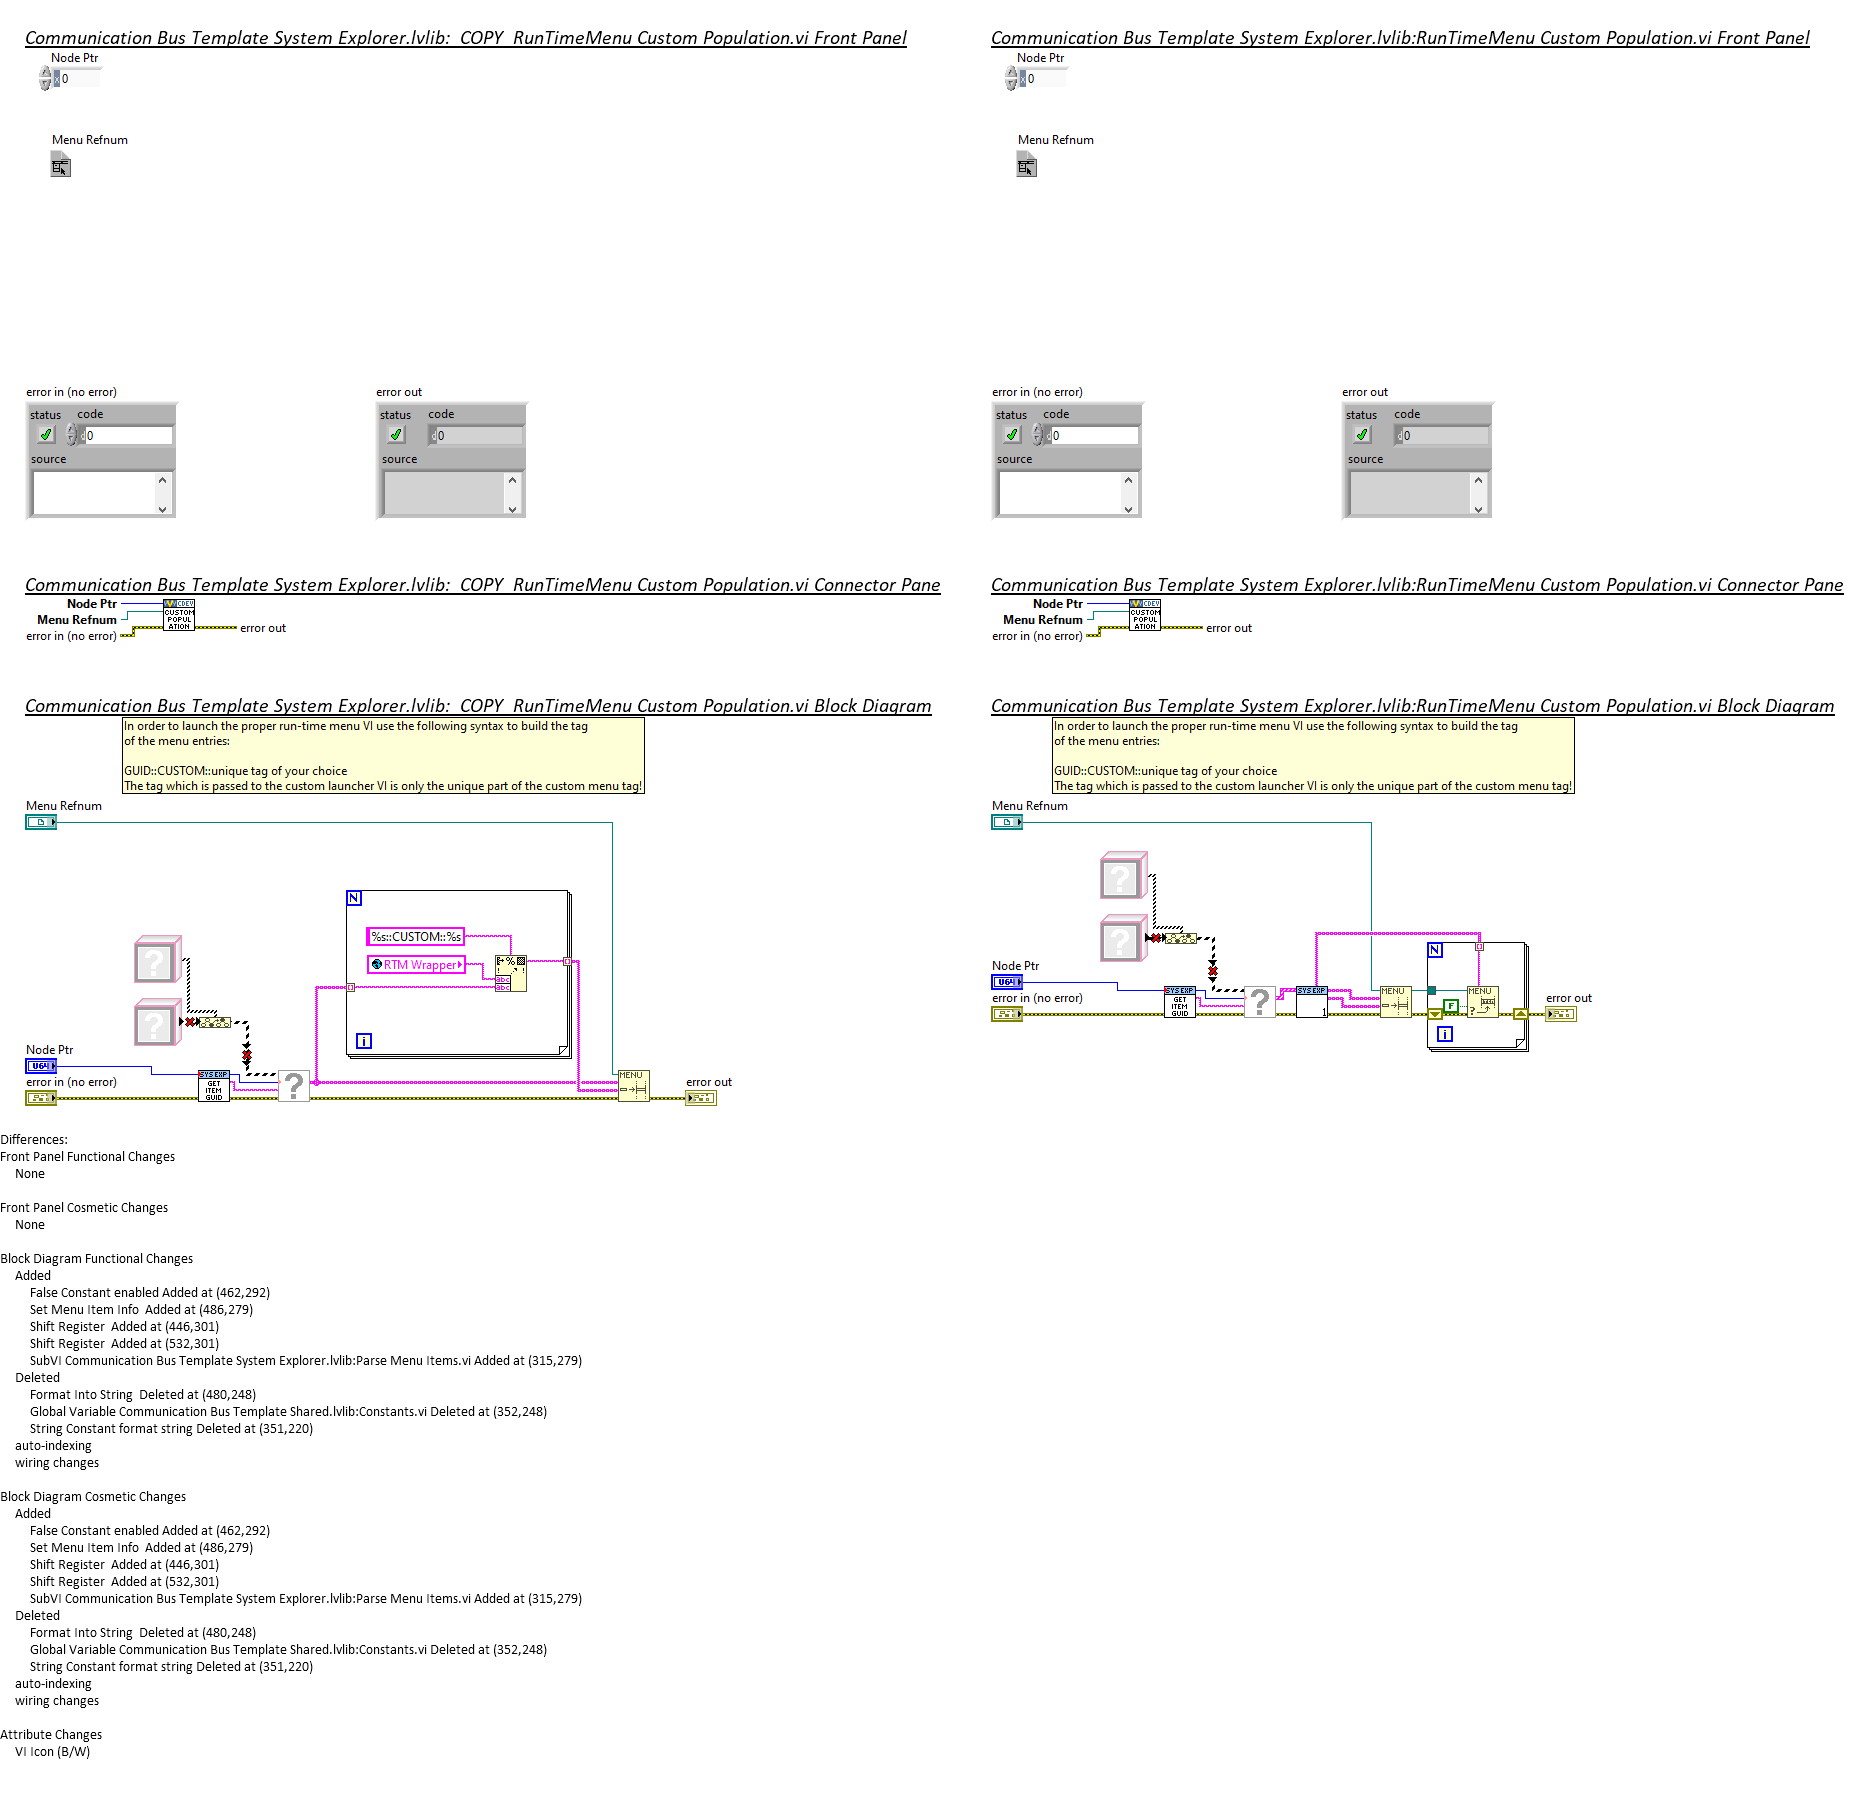 Communication Bus Template System Explorer.lvlib:  COPY  RunTimeMenu Custom Population.vi Front Panel
Node Ptr
x 0
Menu Refnum
error in (no error)
status
code
d 0
source
error out
status
code
d 0
source
Communication Bus Template System Explorer.lvlib:  COPY  RunTimeMenu Custom Population.vi Connector Pane
Node Ptr
Menu Refnum
error in (no error)
CDEV
CUSTOM
POPUL
ATION
error out
Communication Bus Template System Explorer.lvlib:  COPY  RunTimeMenu Custom Population.vi Block Diagram
In order to launch the proper run-time menu VI use the following syntax to build the tag
of the menu entries:
GUID::CUSTOM::unique tag of your choice
The tag which is passed to the custom launcher VI is only the unique part of the custom menu tag!
Menu Refnum
N
%s::CUSTOM::%s
RTM Wrapper
%
abc
abc
i
?
?
Node Ptr
U64
error in (no error)
SYS EXP
GET
ITEM
GUID
?
MENU
error out
Communication Bus Template System Explorer.lvlib:RunTimeMenu Custom Population.vi Front Panel
Node Ptr
x 0
Menu Refnum
error in (no error)
status
code
d 0
source
error out
status
code
d 0
source
Communication Bus Template System Explorer.lvlib:RunTimeMenu Custom Population.vi Connector Pane
Node Ptr
Menu Refnum
error in (no error)
CDEV
CUSTOM
POPUL
ATION
error out
Communication Bus Template System Explorer.lvlib:RunTimeMenu Custom Population.vi Block Diagram
In order to launch the proper run-time menu VI use the following syntax to build the tag
of the menu entries:
GUID::CUSTOM::unique tag of your choice
The tag which is passed to the custom launcher VI is only the unique part of the custom menu tag!
Menu Refnum
?
?
Node Ptr
U64
error in (no error)
SYS EXP
GET
ITEM
GUID
?
SYS EXP
1
MENU
N
MENU
?
F
i
error out
Differences:
Front Panel Functional Changes
None
Front Panel Cosmetic Changes
None
Block Diagram Functional Changes
Added
False Constant enabled Added at (462,292)
Set Menu Item Info  Added at (486,279)
Shift Register  Added at (446,301)
Shift Register  Added at (532,301)
SubVI Communication Bus Template System Explorer.lvlib:Parse Menu Items.vi Added at (315,279)
Deleted
Format Into String  Deleted at (480,248)
Global Variable Communication Bus Template Shared.lvlib:Constants.vi Deleted at (352,248)
String Constant format string Deleted at (351,220)
auto-indexing
wiring changes
Block Diagram Cosmetic Changes
Added
False Constant enabled Added at (462,292)
Set Menu Item Info  Added at (486,279)
Shift Register  Added at (446,301)
Shift Register  Added at (532,301)
SubVI Communication Bus Template System Explorer.lvlib:Parse Menu Items.vi Added at (315,279)
Deleted
Format Into String  Deleted at (480,248)
Global Variable Communication Bus Template Shared.lvlib:Constants.vi Deleted at (352,248)
String Constant format string Deleted at (351,220)
auto-indexing
wiring changes
Attribute Changes
VI Icon (B/W)